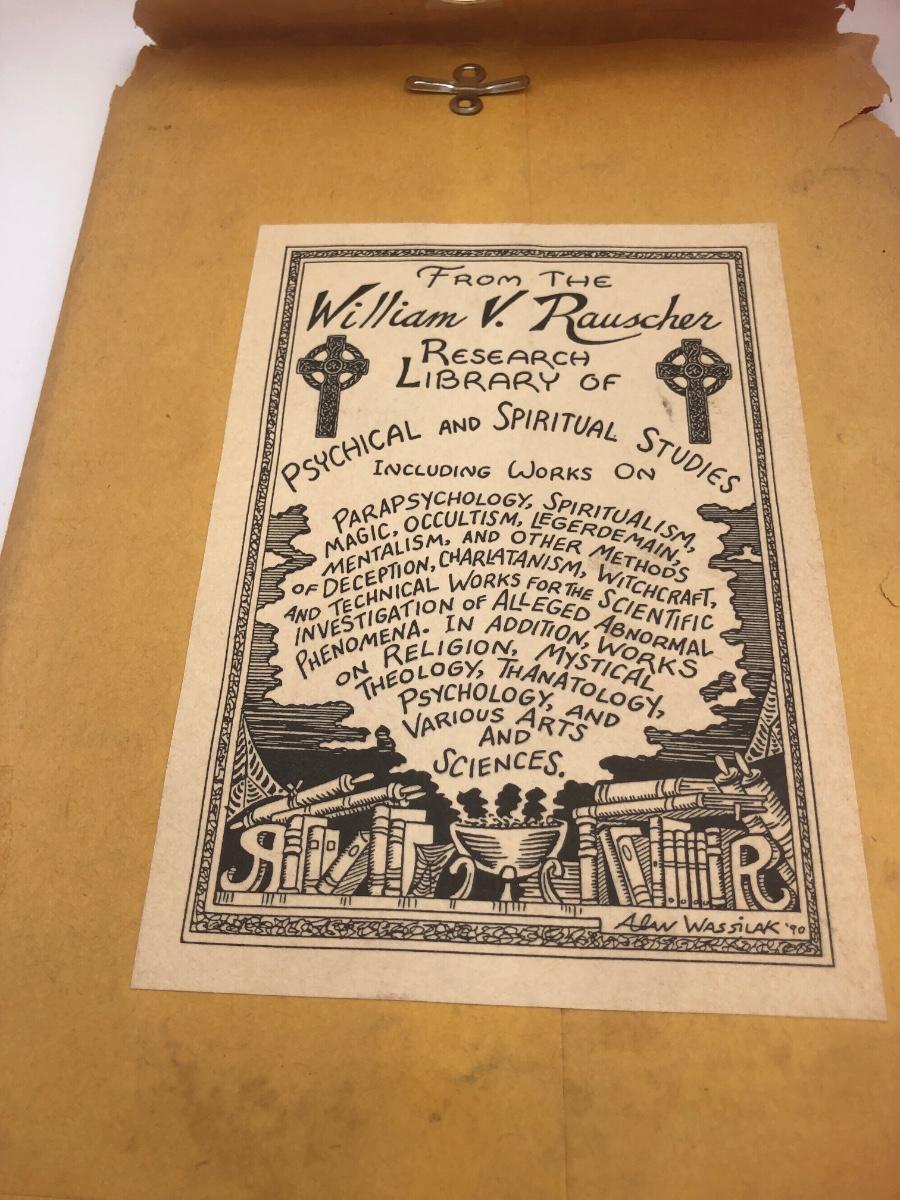 From The
William V. Rauscher
Research
Library of
Psychical and Spiritual Studies
Including Works On
Parapsychology, Spiritualism,
Magic, Occultism, Legerdemain,
Mentalism, and other Methods
of Deception, Charlatanism, Witchcraft,
and Technical Works for the Scientific
Investigation of Alleged Abnormal
Phenomena. In addition, Works
on Religion, Mystical
Theology, Thanatology,
Psychology, and
Various Arts
and
Sciences.
R R
Alan Wassilak '90